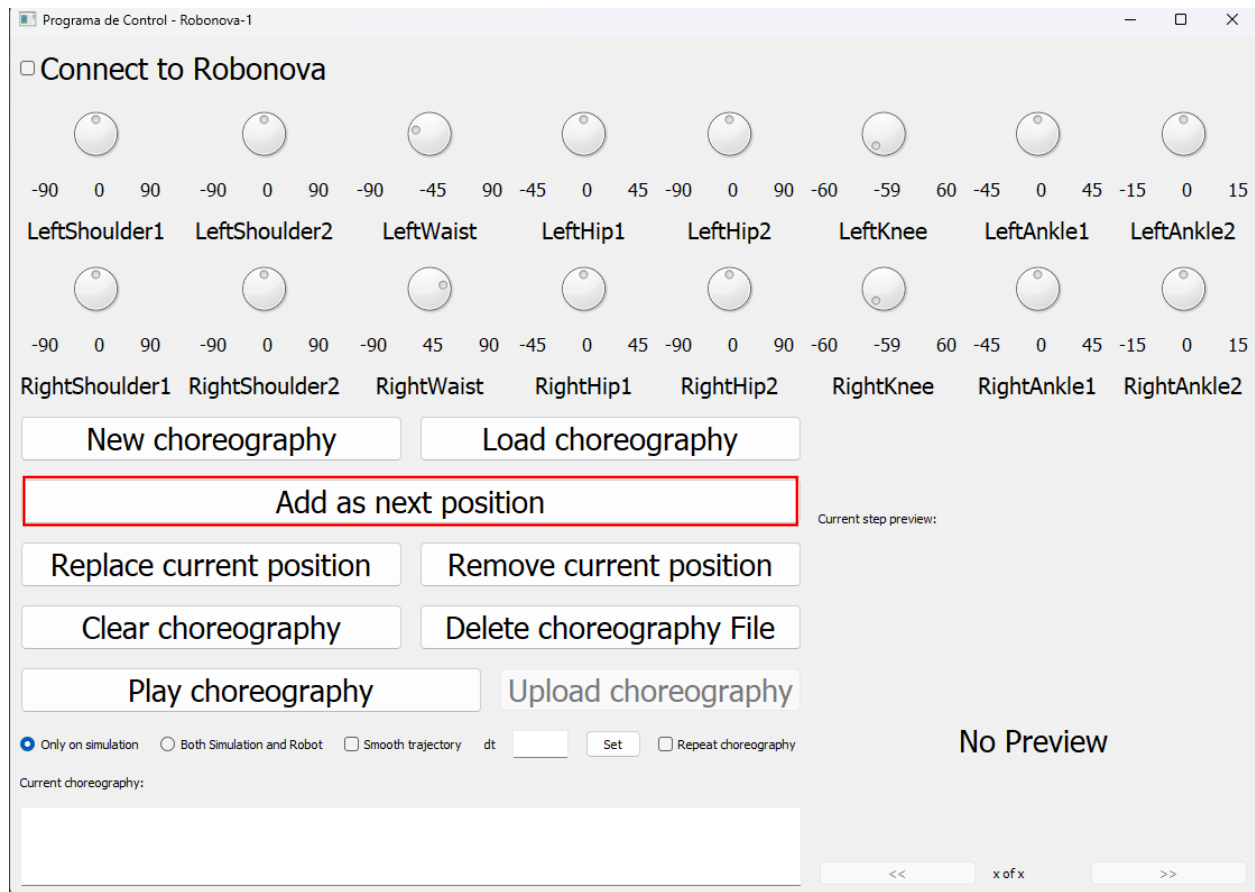 Programa de Control - Robonova-1
Connect to Robonova
-90 0 90 -90 0 90 -90 -45 90 -45 0 45 -90 0 90 -60 -59 60 -45 0 45 -15 0 15
LeftShoulder1 LeftShoulder2 LeftWaist LeftHip1 LeftHip2 LeftKnee LeftAnkle1 LeftAnkle2
-90 0 90 -90 0 90 -90 45 90 -45 0 45 -90 0 90 -60 -59 60 -45 0 45 -15 0 15
RightShoulder1 RightShoulder2 RightWaist RightHip1 RightHip2 RightKnee RightAnkle1 RightAnkle2
New choreography Load choreography
Add as next position
Current step preview:
Replace current position Remove current position
Clear choreography Delete choreography File
Play choreography Upload choreography
Only on simulation Both Simulation and Robot Smooth trajectory dt Set Repeat choreography
No Preview
Current choreography:
<< x of x >>